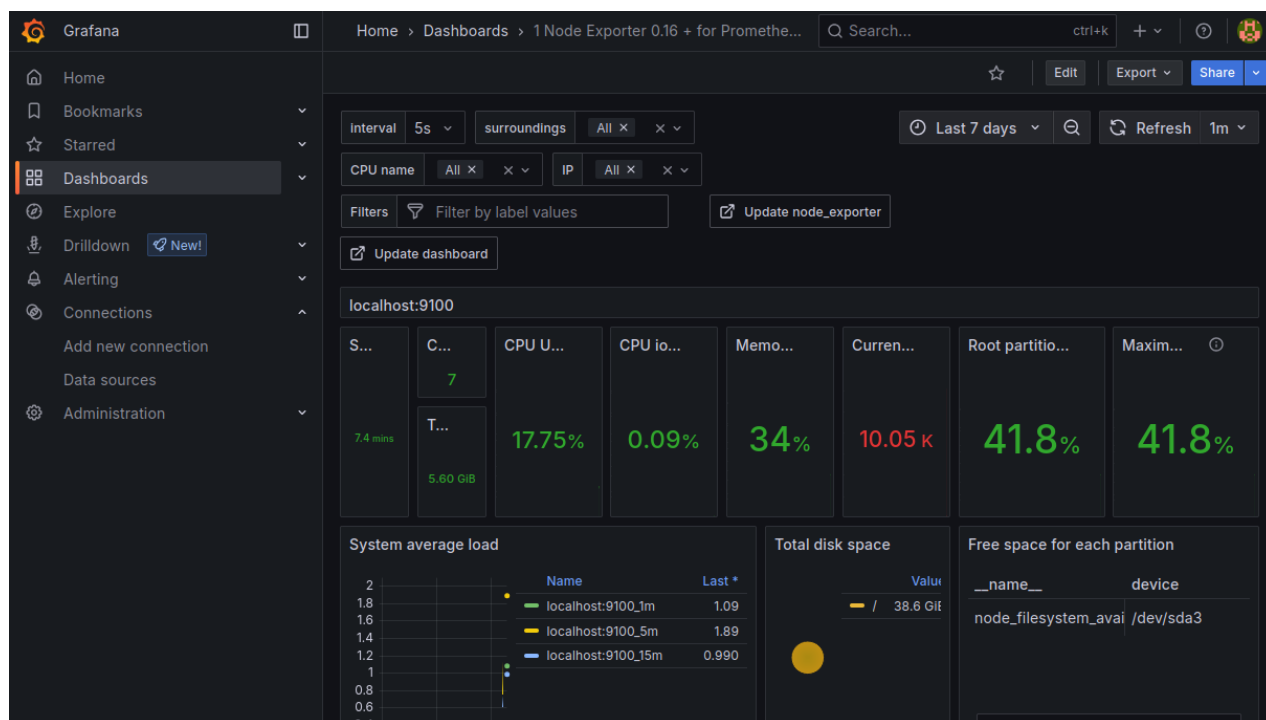 Grafana
Home › Dashboards › 1 Node Exporter 0.16 + for Promethe...
Search...
ctrl+k
Edit
Export
Share
Home
Bookmarks
Starred
Dashboards
Explore
Drilldown
New!
Alerting
Connections
Add new connection
Data sources
Administration
interval 5s
surroundings All ×
Last 7 days
Refresh 1m
CPU name All ×
IP All ×
Filters Filter by label values
Update node_exporter
Update dashboard
localhost:9100
S...
7.4 mins
C...
7
T...
5.60 GiB
CPU U...
17.75%
CPU io...
0.09%
Memo...
34%
Curren...
10.05 K
Root partitio...
41.8%
Maxim...
41.8%
System average load
2
1.8
1.6
1.4
1.2
1
0.8
0.6
Name Last *
localhost:9100_1m 1.09
localhost:9100_5m 1.89
localhost:9100_15m 0.990
Total disk space
Value
/ 38.6 GiB
Free space for each partition
__name__ device
node_filesystem_avai /dev/sda3